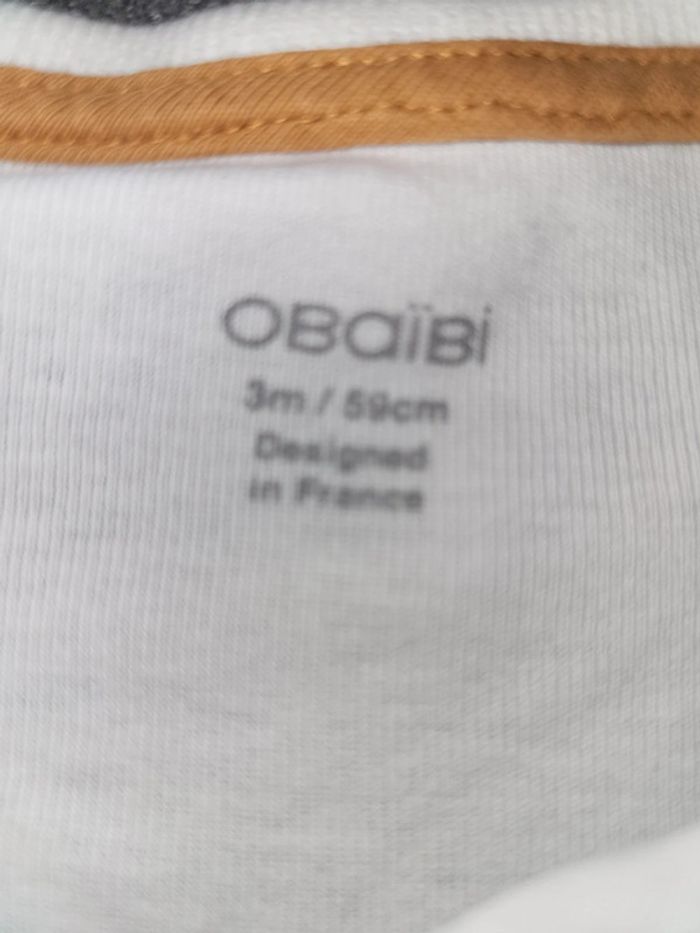 OBaïBi
3m / 59cm
Designed
in France